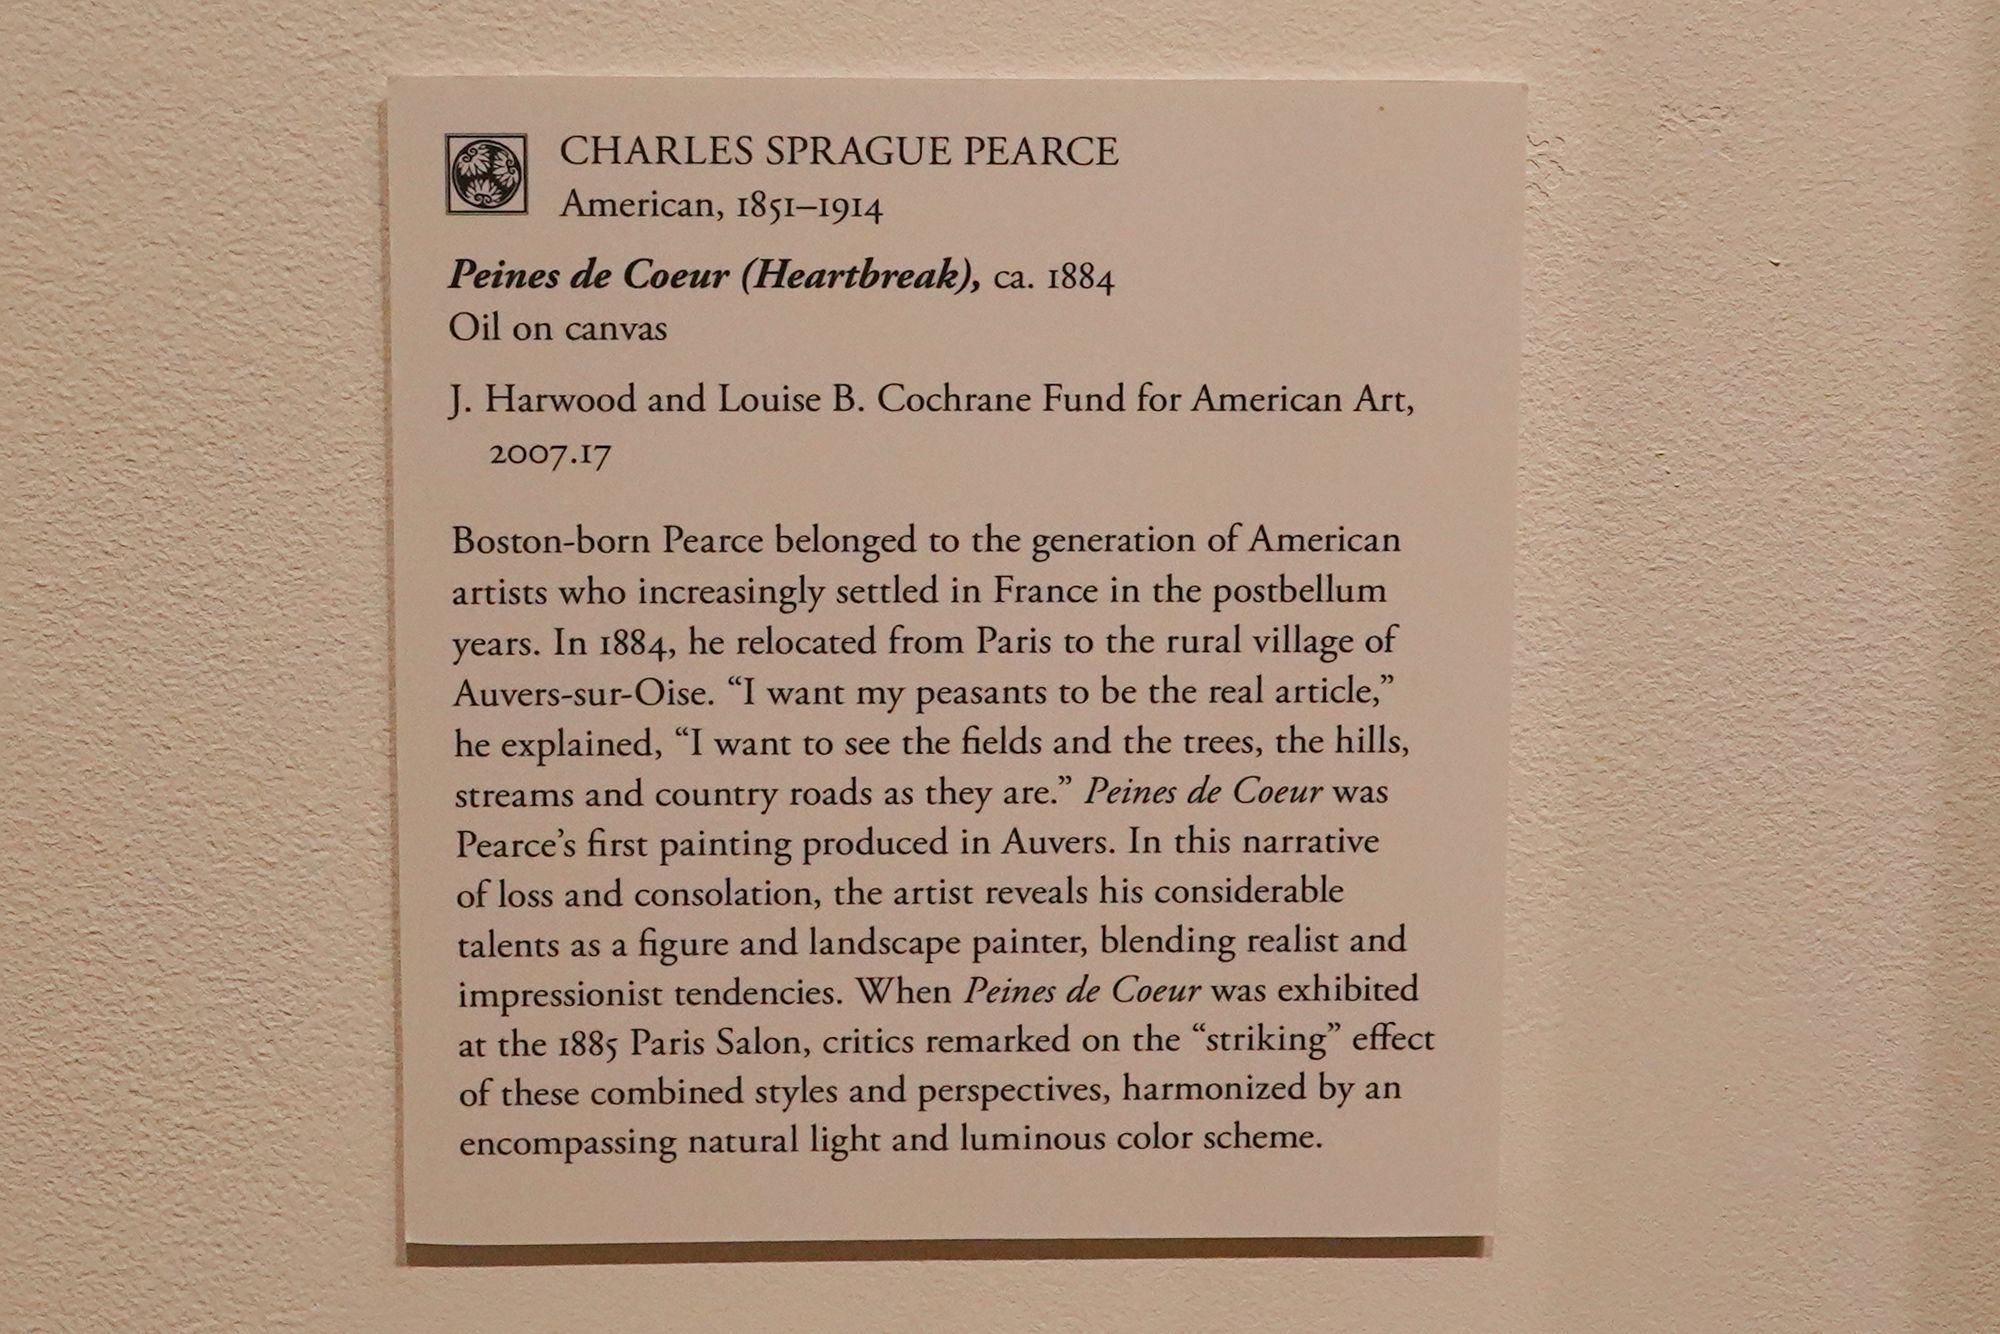 CHARLES SPRAGUE PEARCE
American, 1851–1914
Peines de Coeur (Heartbreak), ca. 1884
Oil on canvas
J. Harwood and Louise B. Cochrane Fund for American Art,
2007.17
Boston-born Pearce belonged to the generation of American
artists who increasingly settled in France in the postbellum
years. In 1884, he relocated from Paris to the rural village of
Auvers-sur-Oise. “I want my peasants to be the real article,”
he explained, “I want to see the fields and the trees, the hills,
streams and country roads as they are.” Peines de Coeur was
Pearce’s first painting produced in Auvers. In this narrative
of loss and consolation, the artist reveals his considerable
talents as a figure and landscape painter, blending realist and
impressionist tendencies. When Peines de Coeur was exhibited
at the 1885 Paris Salon, critics remarked on the “striking” effect
of these combined styles and perspectives, harmonized by an
encompassing natural light and luminous color scheme.